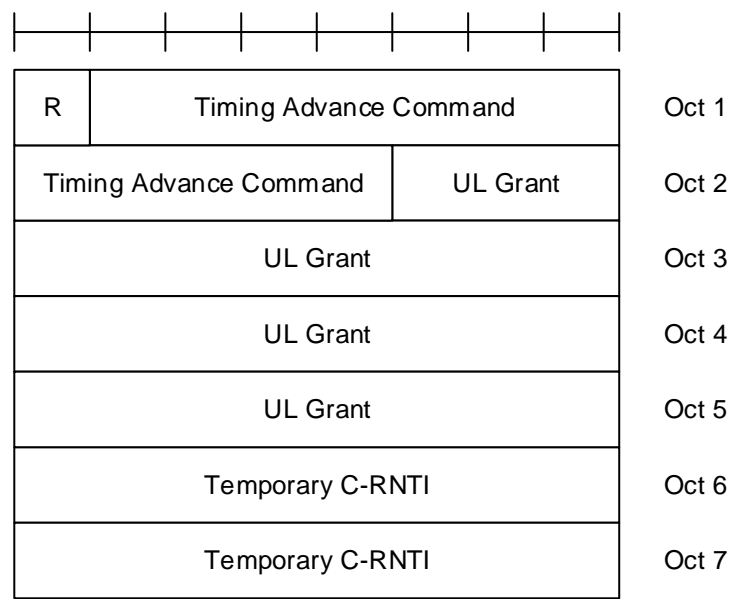 R Timing Advance Command Oct 1
Timing Advance Command UL Grant Oct 2
UL Grant Oct 3
UL Grant Oct 4
UL Grant Oct 5
Temporary C-RNTI Oct 6
Temporary C-RNTI Oct 7